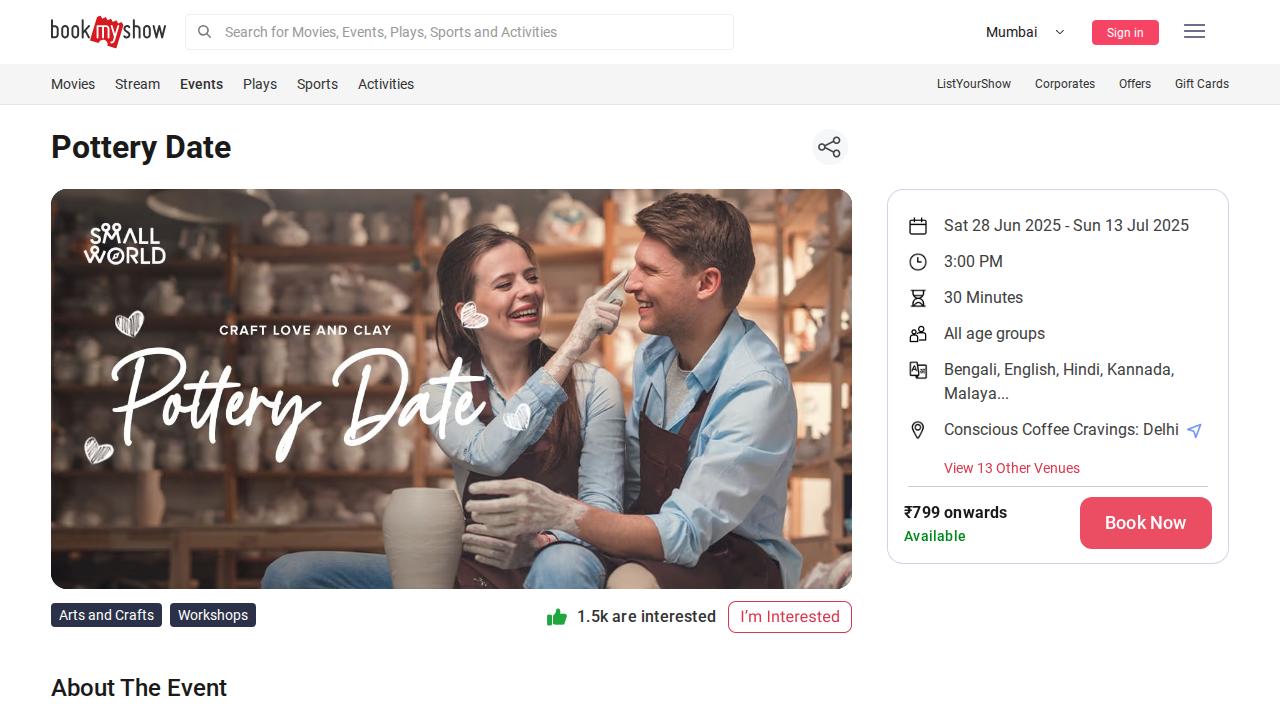 bookmyshow
Search for Movies, Events, Plays, Sports and Activities
Mumbai
Sign in
Movies
Stream
Events
Plays
Sports
Activities
ListYourShow
Corporates
Offers
Gift Cards
Pottery Date
SMALL
WORLD
CRAFT LOVE AND CLAY
Pottery Date
Sat 28 Jun 2025 - Sun 13 Jul 2025
3:00 PM
30 Minutes
All age groups
Bengali, English, Hindi, Kannada,
Malaya...
Conscious Coffee Cravings: Delhi
View 13 Other Venues
₹799 onwards
Available
Book Now
Arts and Crafts
Workshops
1.5k are interested
I’m Interested
About The Event